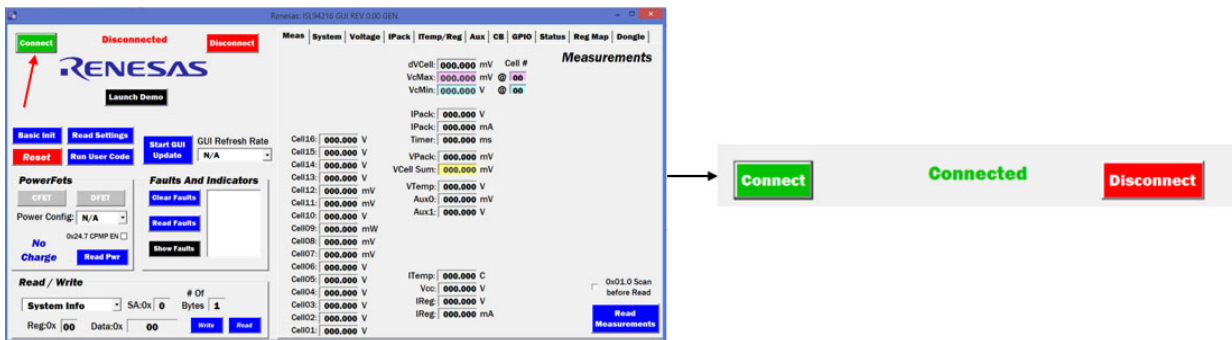 Renesas: ISL94216 GUI REV 0.00 GEN
Connect Disconnected Disconnect
RENESAS
Launch Demo
Basic Init Read Settings
Reset Run User Code
Start GUI Update
GUI Refresh Rate
N/A
PowerFets
CFET DFET
Power Config: N/A
0x24.7 CPMP EN
No Charge
Read Pwr
Faults And Indicators
Clear Faults
Read Faults
Show Faults
Read / Write
# Of
System Info SA:0x 0 Bytes 1
Reg:0x 00 Data:0x 00 Write Read
Meas System Voltage IPack ITemp/Reg Aux CB GPIO Status Reg Map Dongle
Measurements
dVCell: 000.000 mV Cell #
VcMax: 000.000 mV @ 00
VcMin: 000.000 V @ 00
IPack: 000.000 V
IPack: 000.000 mA
Timer: 000.000 ms
VPack: 000.000 mV
VCell Sum: 000.000 mV
VTemp: 000.000 V
Aux0: 000.000 mV
Aux1: 000.000 V
Cell16: 000.000 V
Cell15: 000.000 V
Cell14: 000.000 V
Cell13: 000.000 V
Cell12: 000.000 mV
Cell11: 000.000 mV
Cell10: 000.000 V
Cell09: 000.000 mW
Cell08: 000.000 mV
Cell07: 000.000 mV
Cell06: 000.000 V
Cell05: 000.000 V
Cell04: 000.000 V
Cell03: 000.000 V
Cell02: 000.000 V
Cell01: 000.000 V
ITemp: 000.000 C
Vcc: 000.000 V
IReg: 000.000 V
IReg: 000.000 mA
0x01.0 Scan
before Read
Read
Measurements
Connect Connected Disconnect